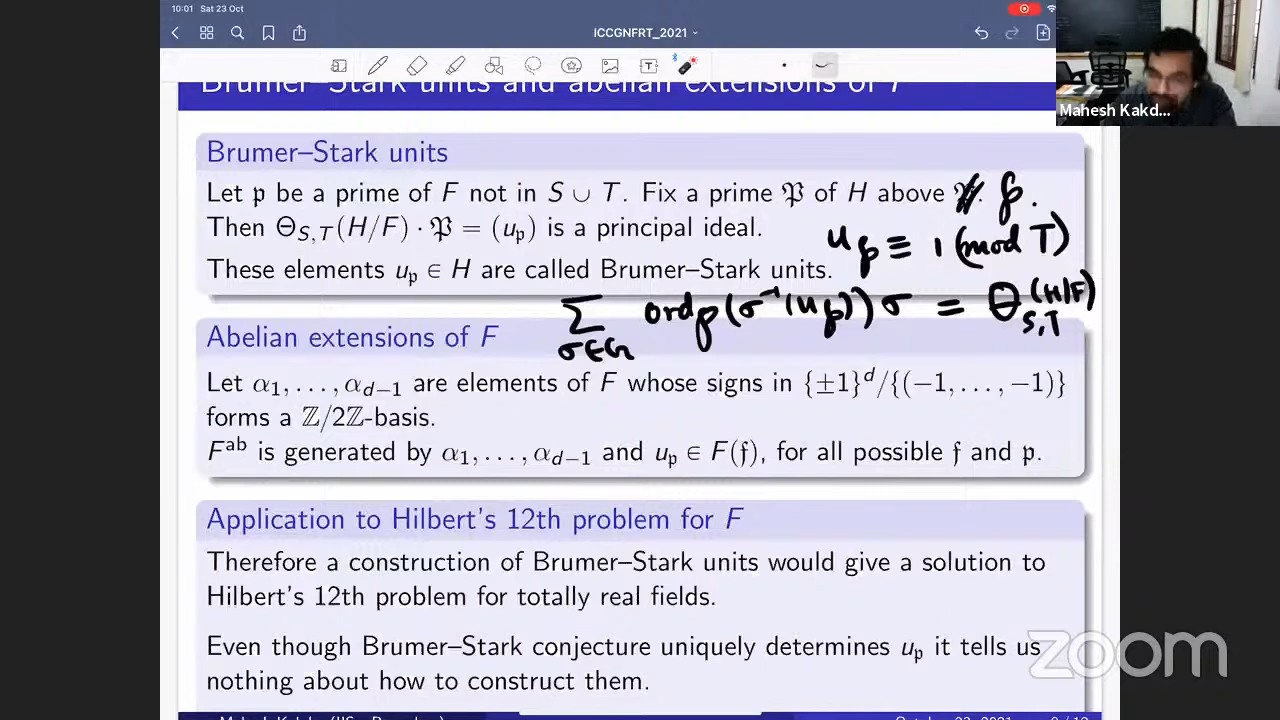 10:01 Sat 23 Oct
ICCGNFRT_2021
Brumer–Stark units and abelian extensions of F
Mahesh Kakd...
Brumer–Stark units
Let 𝔭 be a prime of F not in S ∪ T. Fix a prime 𝔓 of H above 𝔭.
Then Θ_{S,T}(H/F) · 𝔓 = (u_𝔭) is a principal ideal.
u_𝔭 ≡ 1 (mod T)
These elements u_𝔭 ∈ H are called Brumer–Stark units.
∑_{σ∈G} ord_𝔭(σ⁻¹(u_𝔭))σ = Θ_{S,T}^{(H/F)}
Abelian extensions of F
Let α₁, . . . , α_{d−1} are elements of F whose signs in {±1}ᵈ/{(−1, . . . , −1)}
forms a ℤ/2ℤ-basis.
F^{ab} is generated by α₁, . . . , α_{d−1} and u_𝔭 ∈ F(𝔣), for all possible 𝔣 and 𝔭.
Application to Hilbert's 12th problem for F
Therefore a construction of Brumer–Stark units would give a solution to
Hilbert's 12th problem for totally real fields.
Even though Brumer–Stark conjecture uniquely determines u_𝔭 it tells us
nothing about how to construct them.
zoom